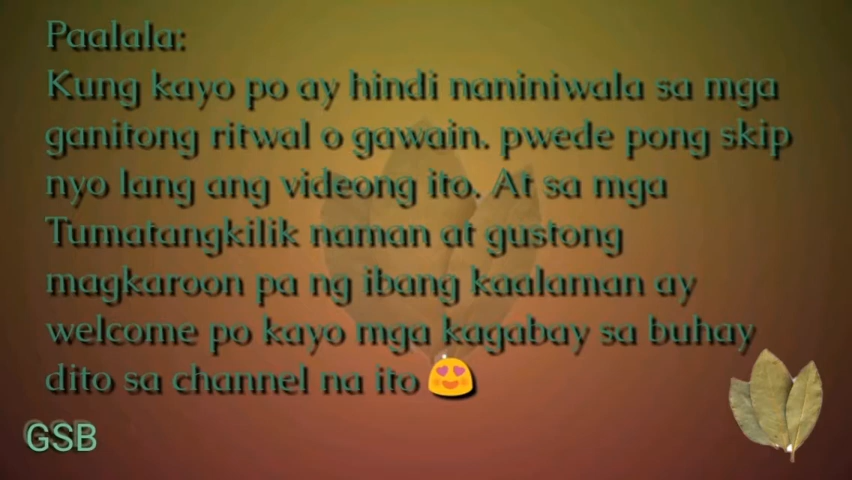 Paalala:
Kung kayo po ay hindi naniniwala sa mga
ganitong ritwal o gawain. pwede pong skip
nyo lang ang videong ito. At sa mga
Tumatangkilik naman at gustong
magkaroon pa ng ibang kaalaman ay
welcome po kayo mga kagabay sa buhay
dito sa channel na ito 😍
GSB